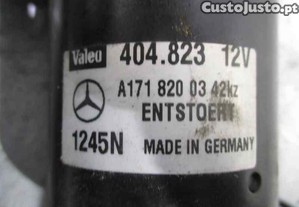 CustoJusto.pt
Valeo 404.823 12V
A171 820 03 42kz
ENTSTOERT
1245N MADE IN GERMANY